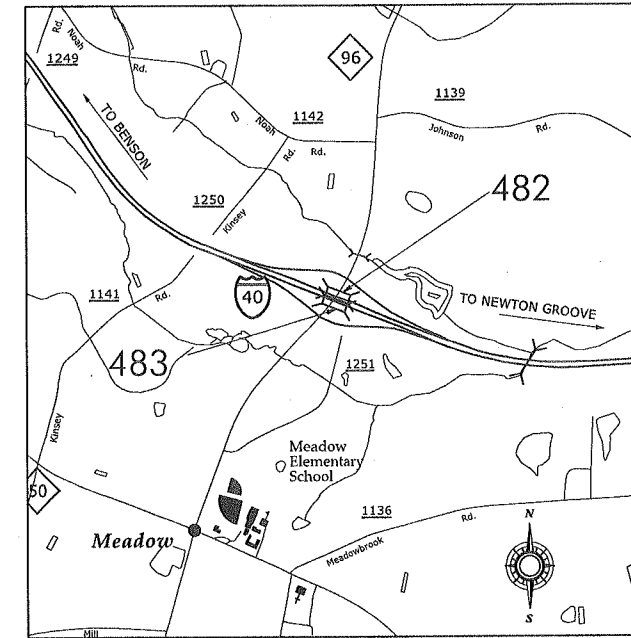 Rd.
Noah
1249
Rd.
TO BENSON
96
1139
1142
Noah
Rd.
Rd.
Johnson
Rd.
1250
Kinsey
482
40
TO NEWTON GROOVE
1141
Rd.
483
1251
Kinsey
Meadow
Elementary
School
50
1136
Rd.
Meadow
Meadowbrook
N
S
Mill